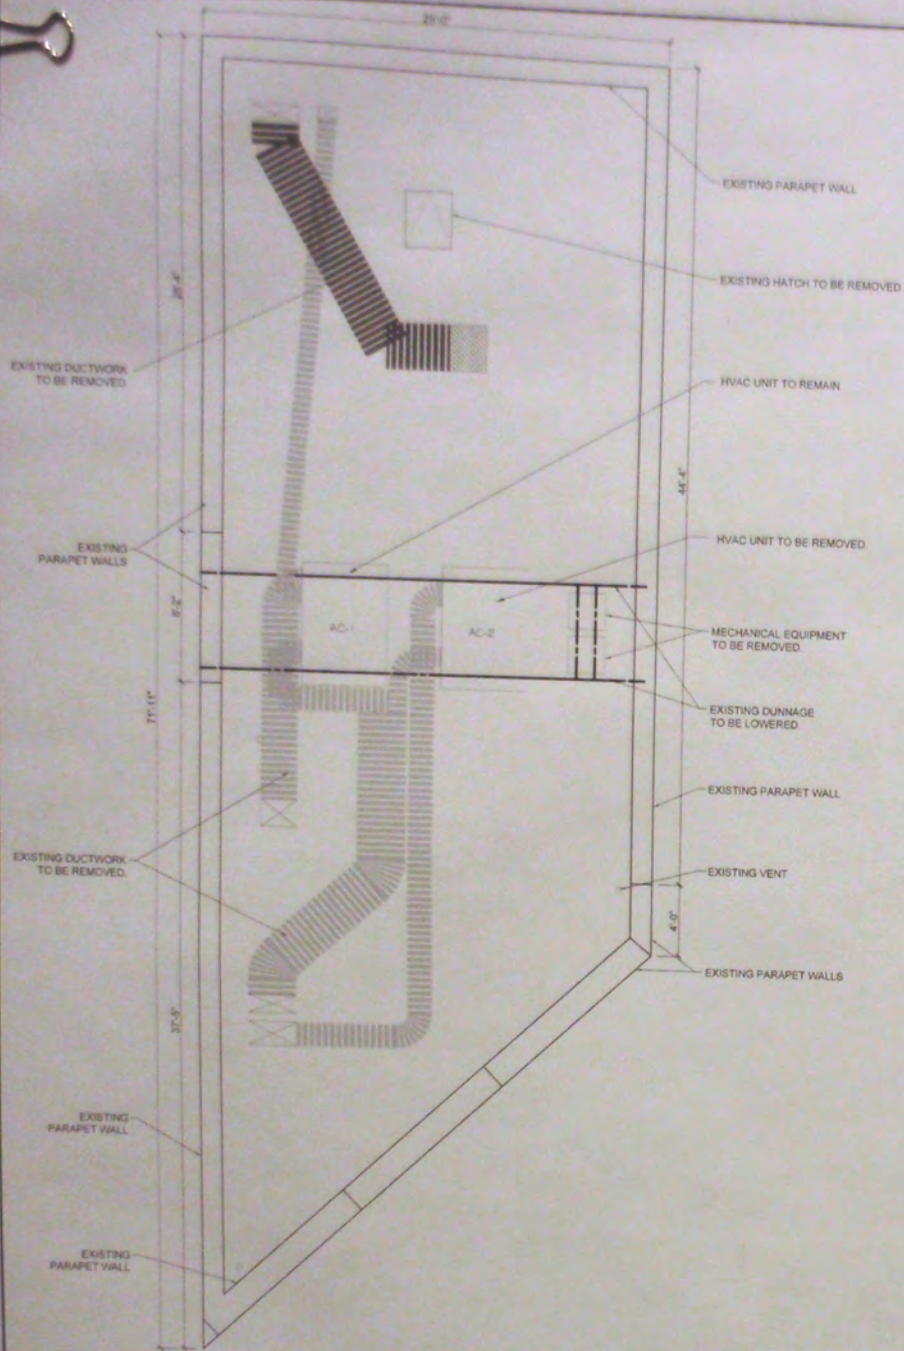 25'-0"
EXISTING PARAPET WALL
EXISTING HATCH TO BE REMOVED
EXISTING DUCTWORK
TO BE REMOVED.
HVAC UNIT TO REMAIN
44'-4"
EXISTING
PARAPET WALLS
HVAC UNIT TO BE REMOVED.
AC-1
AC-2
MECHANICAL EQUIPMENT
TO BE REMOVED.
71'-11"
EXISTING DUNNAGE
TO BE LOWERED.
EXISTING PARAPET WALL
EXISTING DUCTWORK
TO BE REMOVED.
EXISTING VENT
4'-0"
EXISTING PARAPET WALLS
37'-5"
EXISTING
PARAPET WALL
EXISTING
PARAPET WALL